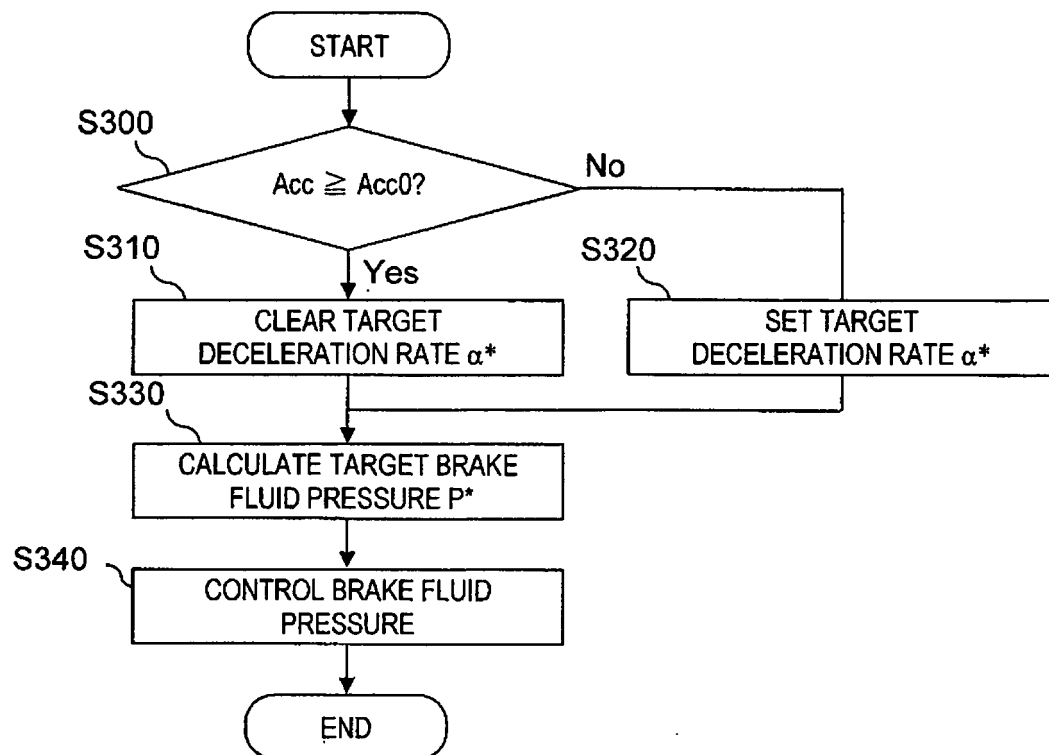 START
S300
Acc ≧ Acc0?
No
S310
Yes
S320
CLEAR TARGET
DECELERATION RATE α*
SET TARGET
DECELERATION RATE α*
S330
CALCULATE TARGET BRAKE
FLUID PRESSURE P*
S340
CONTROL BRAKE FLUID
PRESSURE
END